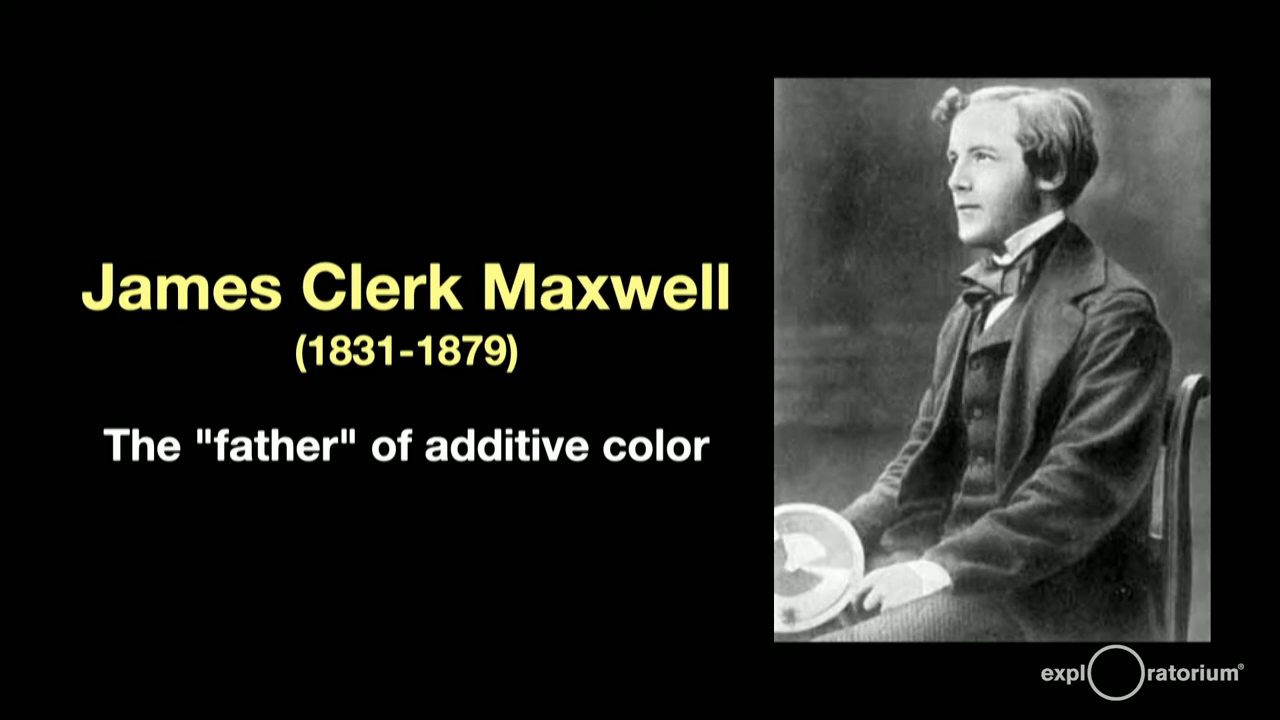 James Clerk Maxwell
(1831-1879)
The "father" of additive color
expl ratorium®